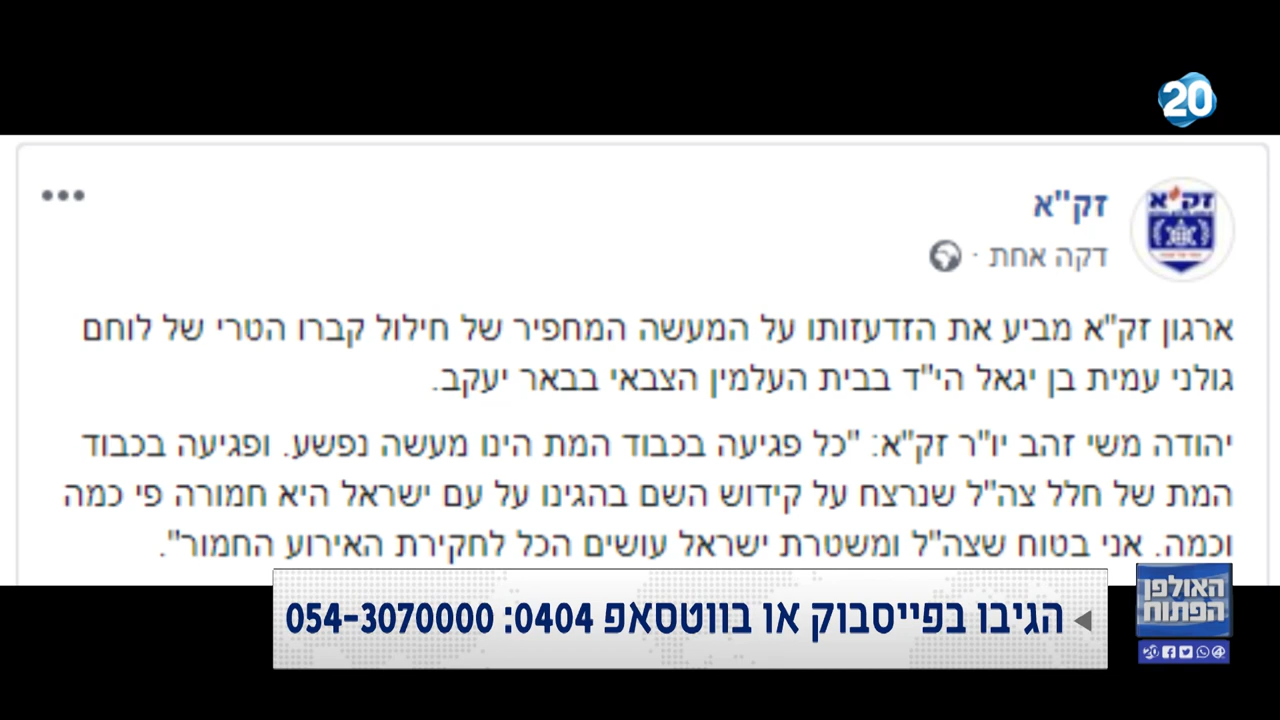 20
זק"א
זק"א
דקה אחת ·
ארגון זק"א מביע את הזדעזותו על המעשה המחפיר של חילול קברו הטרי של לוחם
גולני עמית בן יגאל הי"ד בבית העלמין הצבאי בבאר יעקב.
יהודה משי זהב יו"ר זק"א: "כל פגיעה בכבוד המת הינו מעשה נפשע. ופגיעה בכבוד
המת של חלל צה"ל שנרצח על קידוש השם בהגינו על עם ישראל היא חמורה פי כמה
וכמה. אני בטוח שצה"ל ומשטרת ישראל עושים הכל לחקירת האירוע החמור".
הגיבו בפייסבוק או בווטסאפ 0404: 054-3070000
האולפן
הפתוח
20